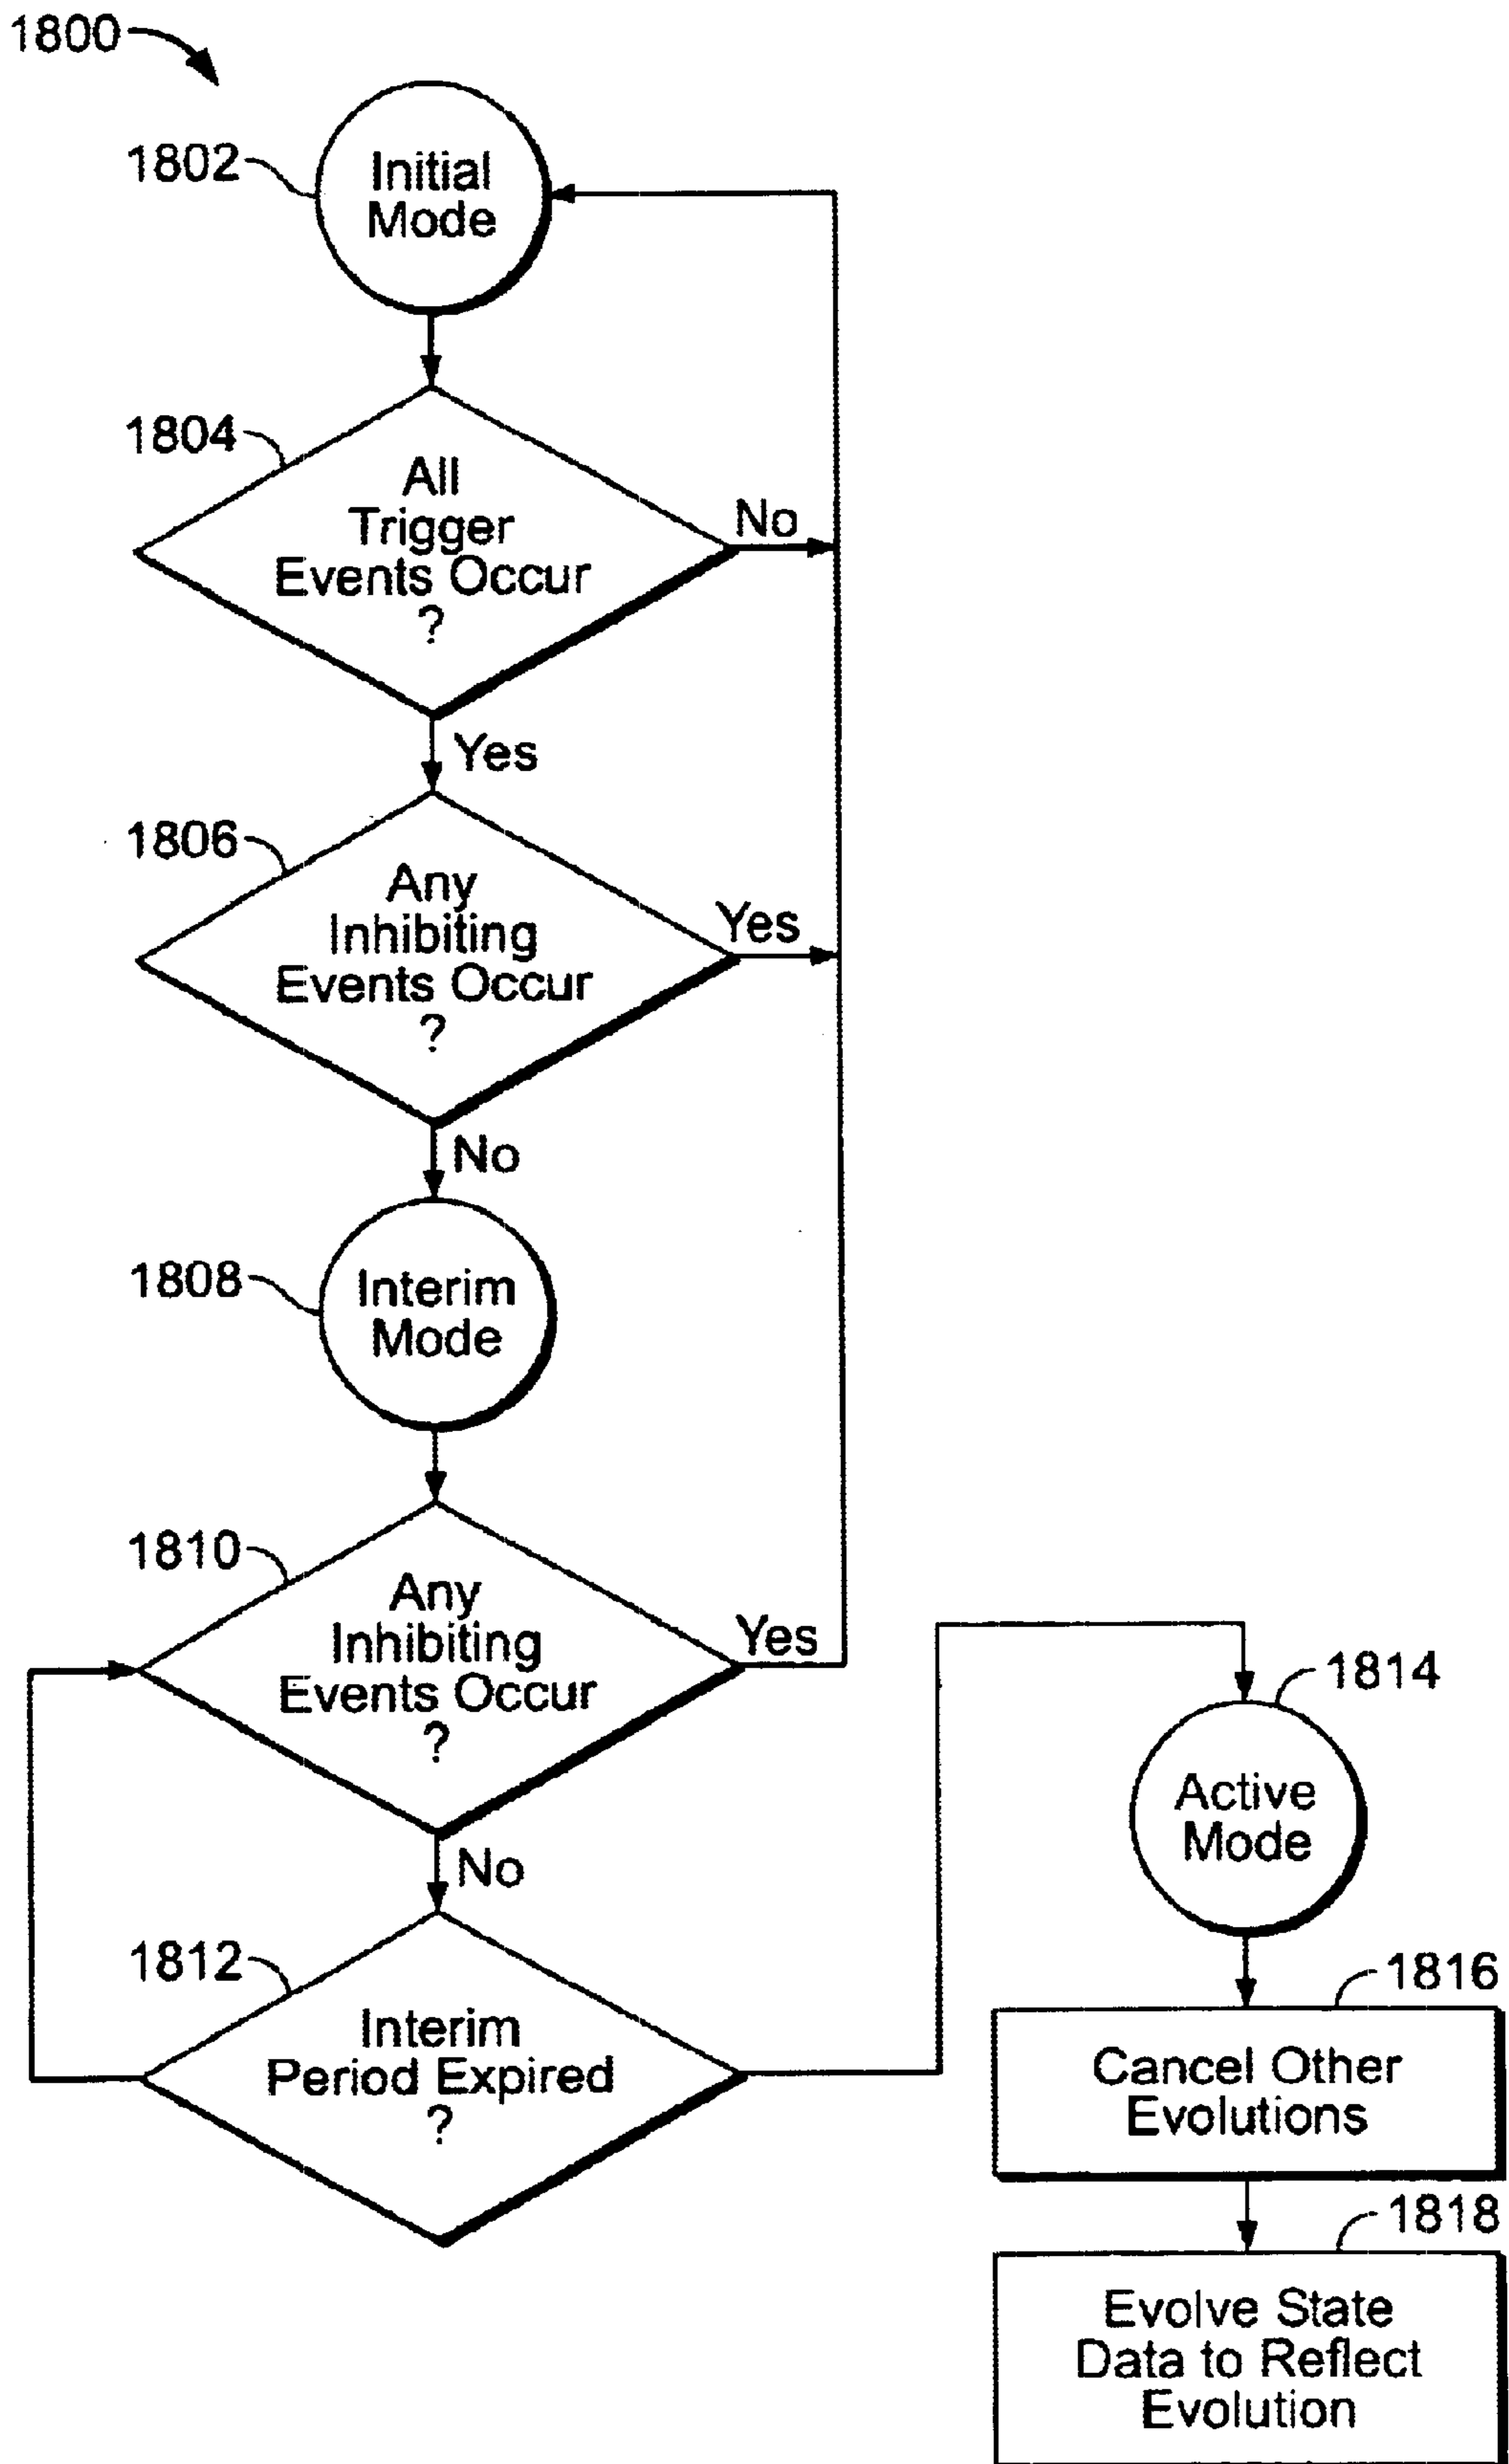 1800
1802
Initial
Mode
1804
All
Trigger
Events Occur
?
No
Yes
1806
Any
Inhibiting
Events Occur
?
Yes
No
1808
Interim
Mode
1810
Any
Inhibiting
Events Occur
?
Yes
No
1812
Interim
Period Expired
?
1814
Active
Mode
1816
Cancel Other
Evolutions
1818
Evolve State
Data to Reflect
Evolution